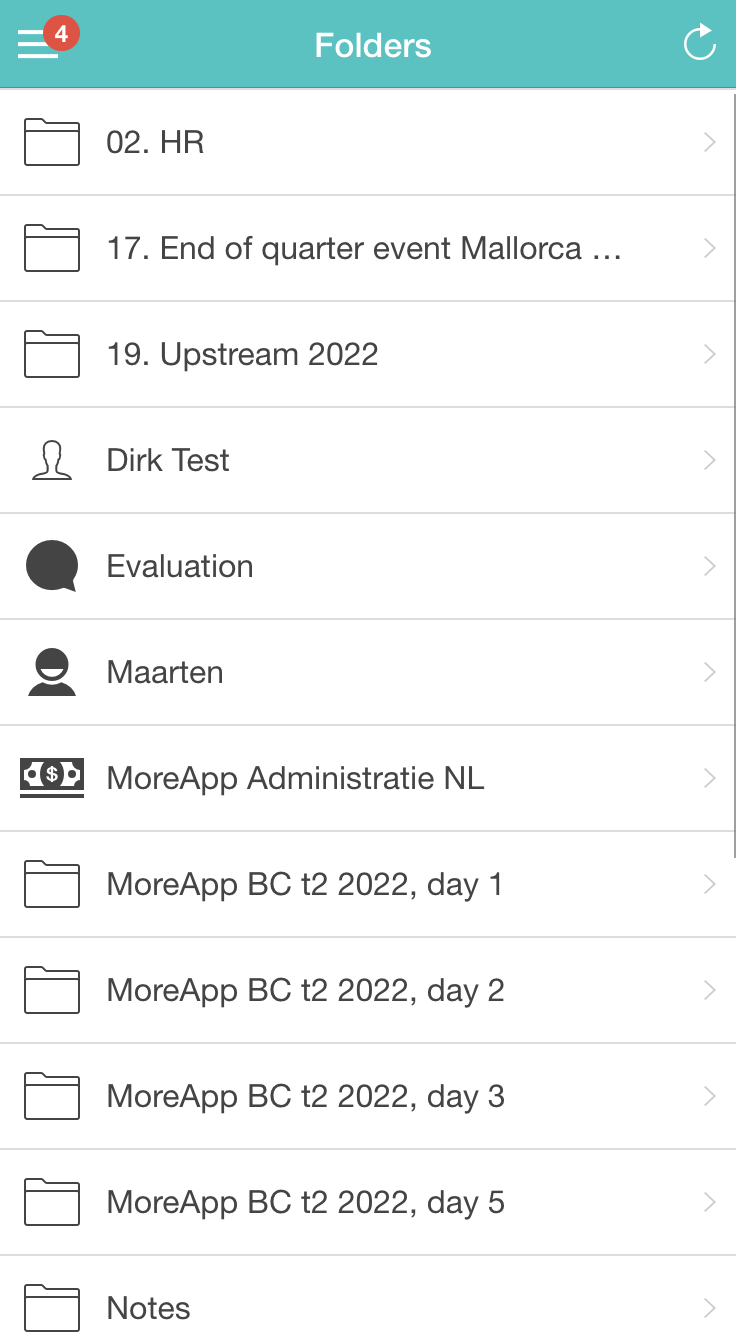 4
Folders
02. HR
17. End of quarter event Mallorca ...
19. Upstream 2022
Dirk Test
Evaluation
Maarten
$
MoreApp Administratie NL
MoreApp BC t2 2022, day 1
MoreApp BC t2 2022, day 2
MoreApp BC t2 2022, day 3
MoreApp BC t2 2022, day 5
Notes